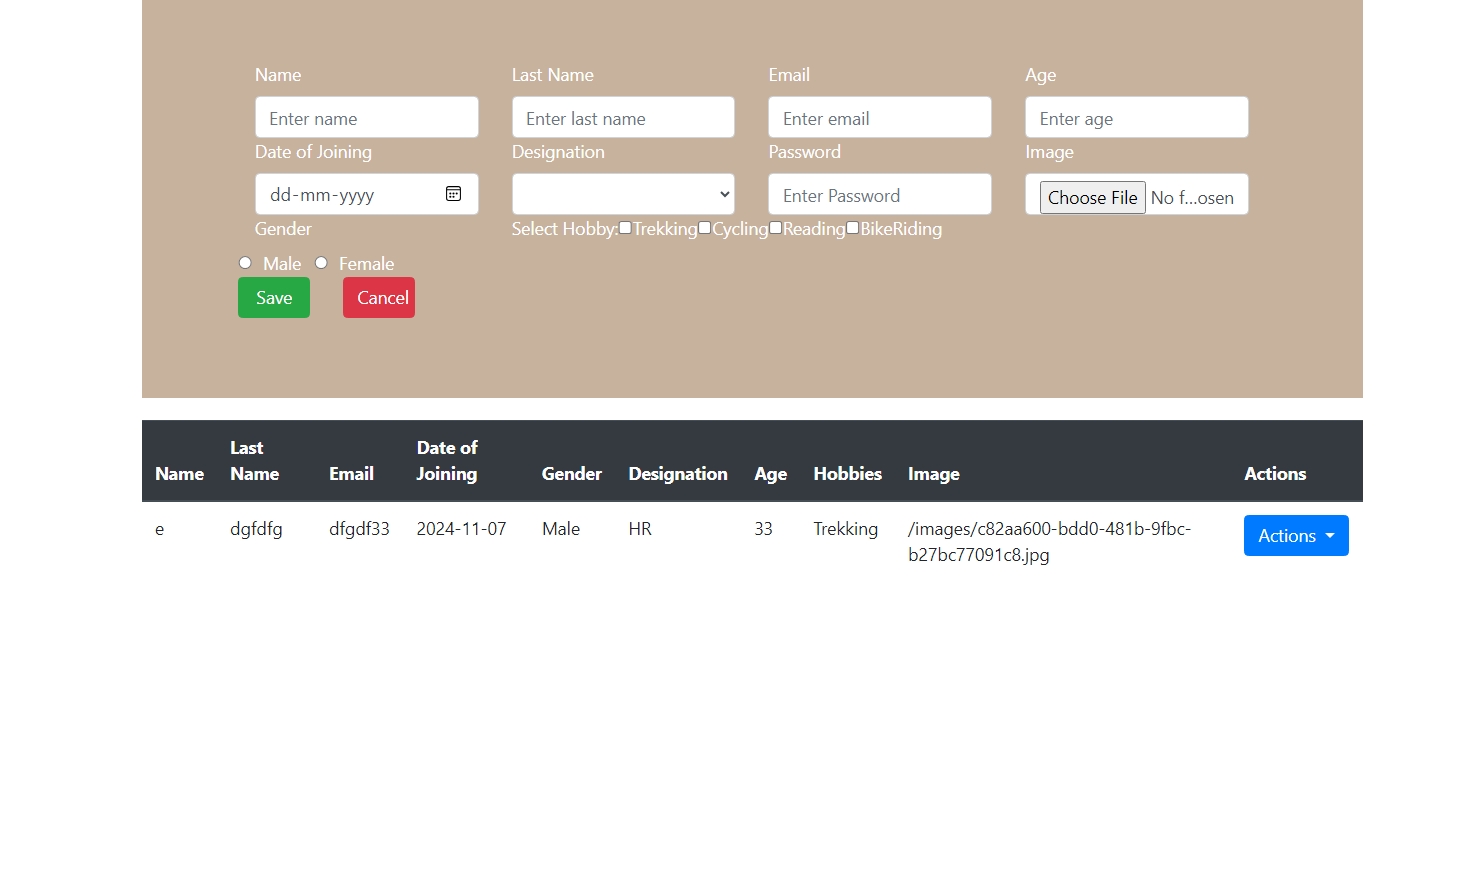 Name Last Name Email Age
Enter name Enter last name Enter email Enter age
Date of Joining Designation Password Image
dd-mm-yyyy Enter Password Choose File No f...osen
Gender Select Hobby: Trekking Cycling Reading BikeRiding
Male Female
Save Cancel
Name Last Name Email Date of Joining Gender Designation Age Hobbies Image Actions
e dgfdfg dfgdf33 2024-11-07 Male HR 33 Trekking /images/c82aa600-bdd0-481b-9fbc- Actions
b27bc77091c8.jpg